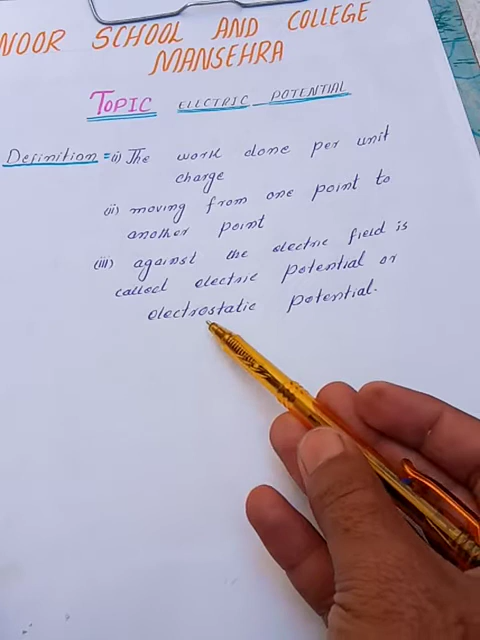 NOOR SCHOOL AND COLLEGE
MANSEHRA
TOPIC ELECTRIC POTENTIAL
Definition = (i) The work done per unit
charge
(ii) moving from one point to
another point
(iii) against the electric field is
called electric potential or
electrostatic potential.